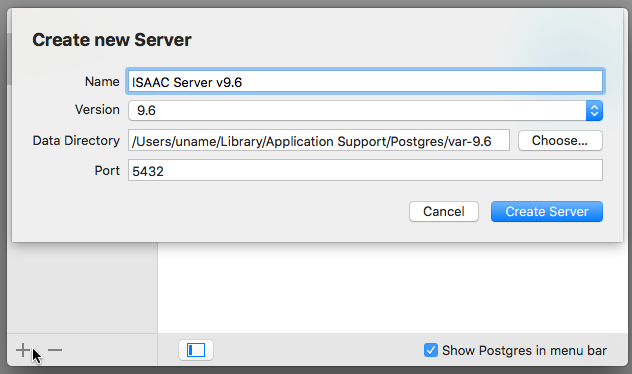 Create new Server
Name ISAAC Server v9.6
Version 9.6
Data Directory /Users/uname/Library/Application Support/Postgres/var-9.6 Choose...
Port 5432
Cancel Create Server
Show Postgres in menu bar